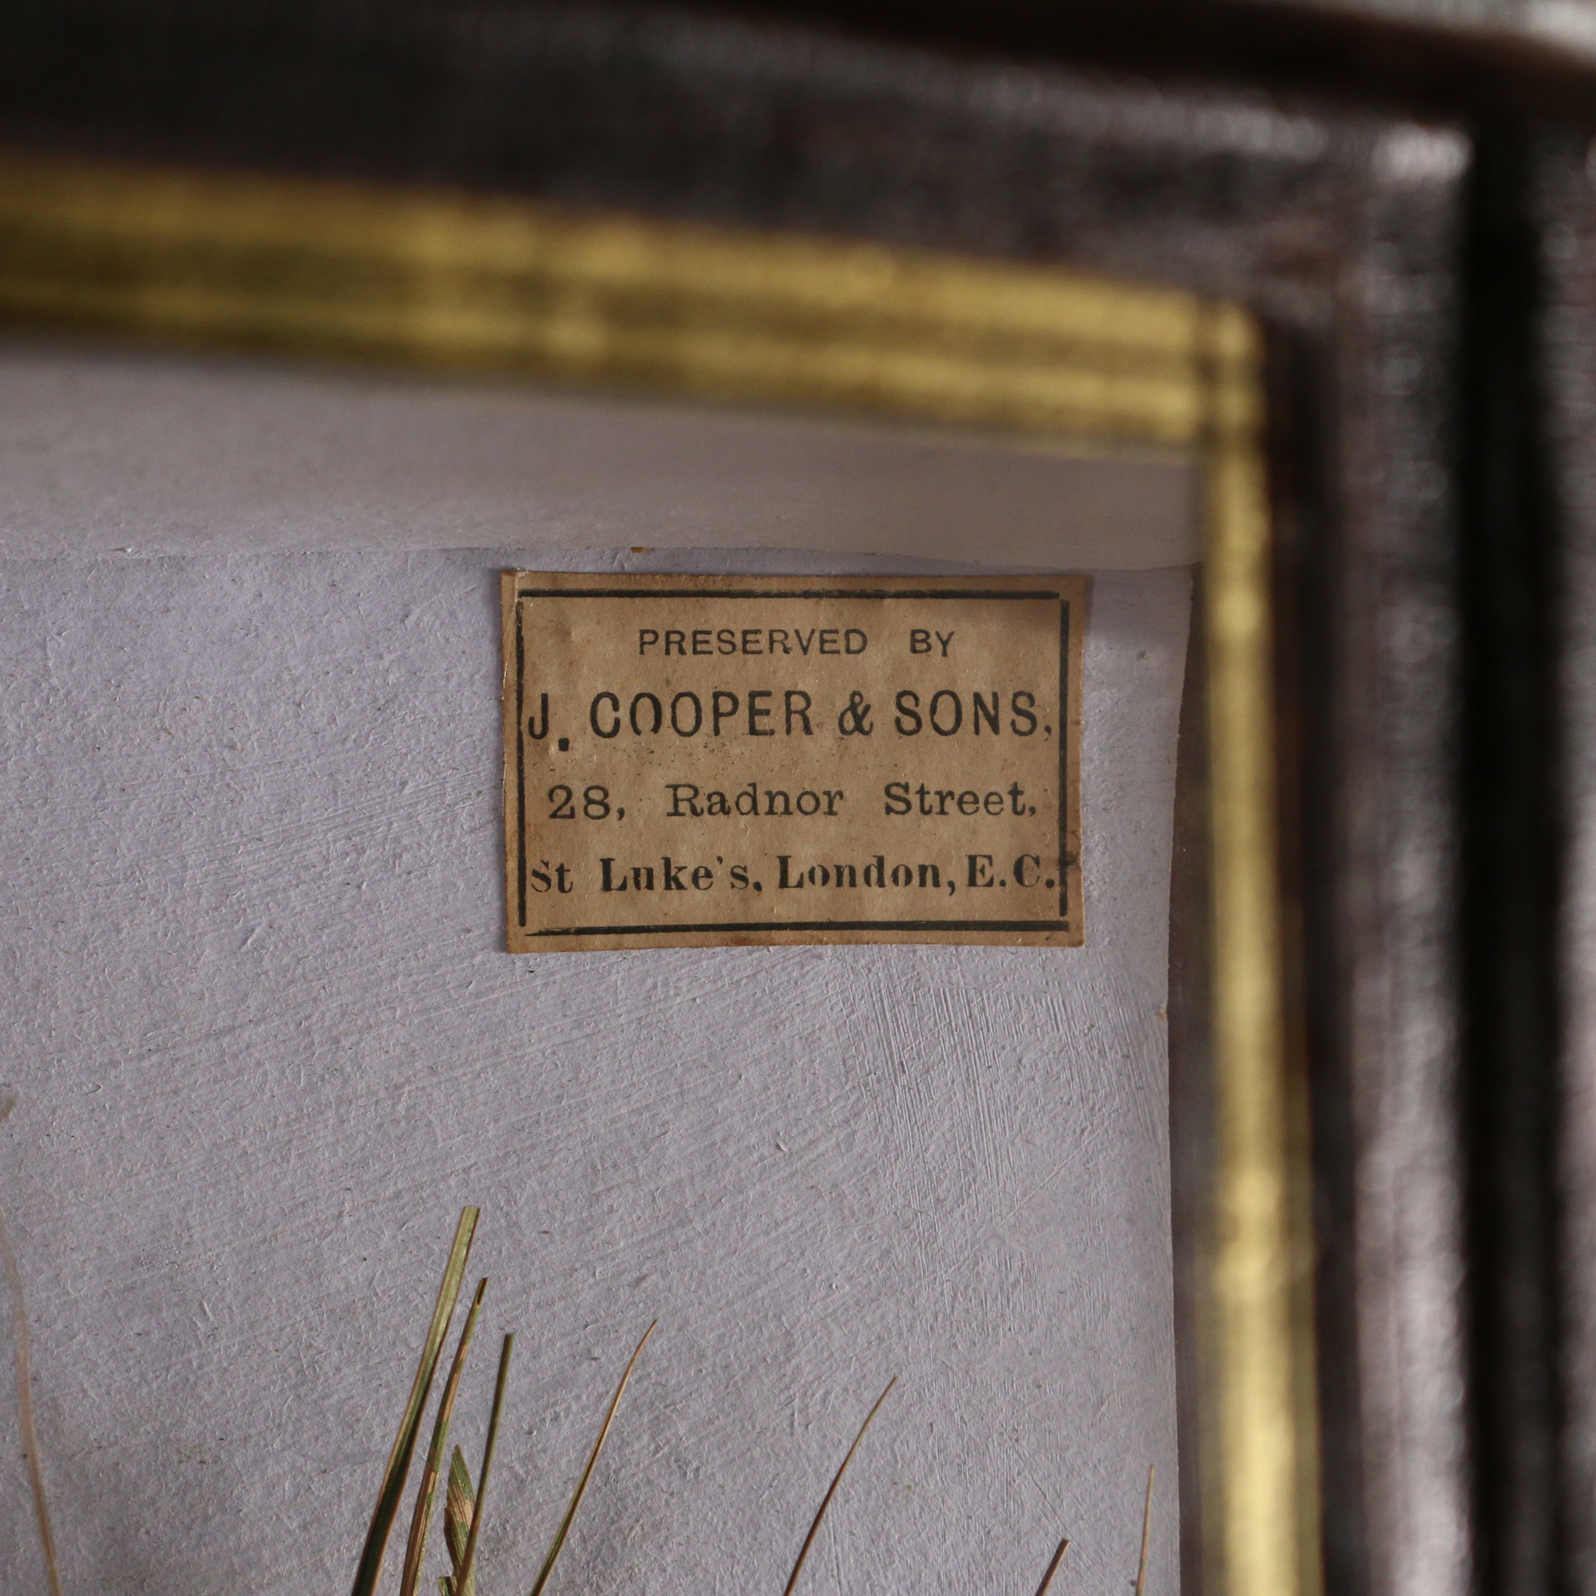 PRESERVED BY
J. COOPER & SONS,
28, Radnor Street,
St Luke's, London, E.C.